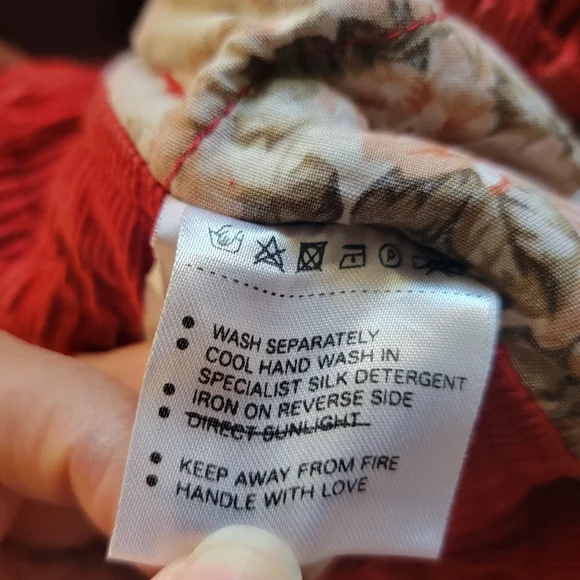 WASH SEPARATELY
COOL HAND WASH IN
SPECIALIST SILK DETERGENT
IRON ON REVERSE SIDE
DIRECT SUNLIGHT
KEEP AWAY FROM FIRE
HANDLE WITH LOVE